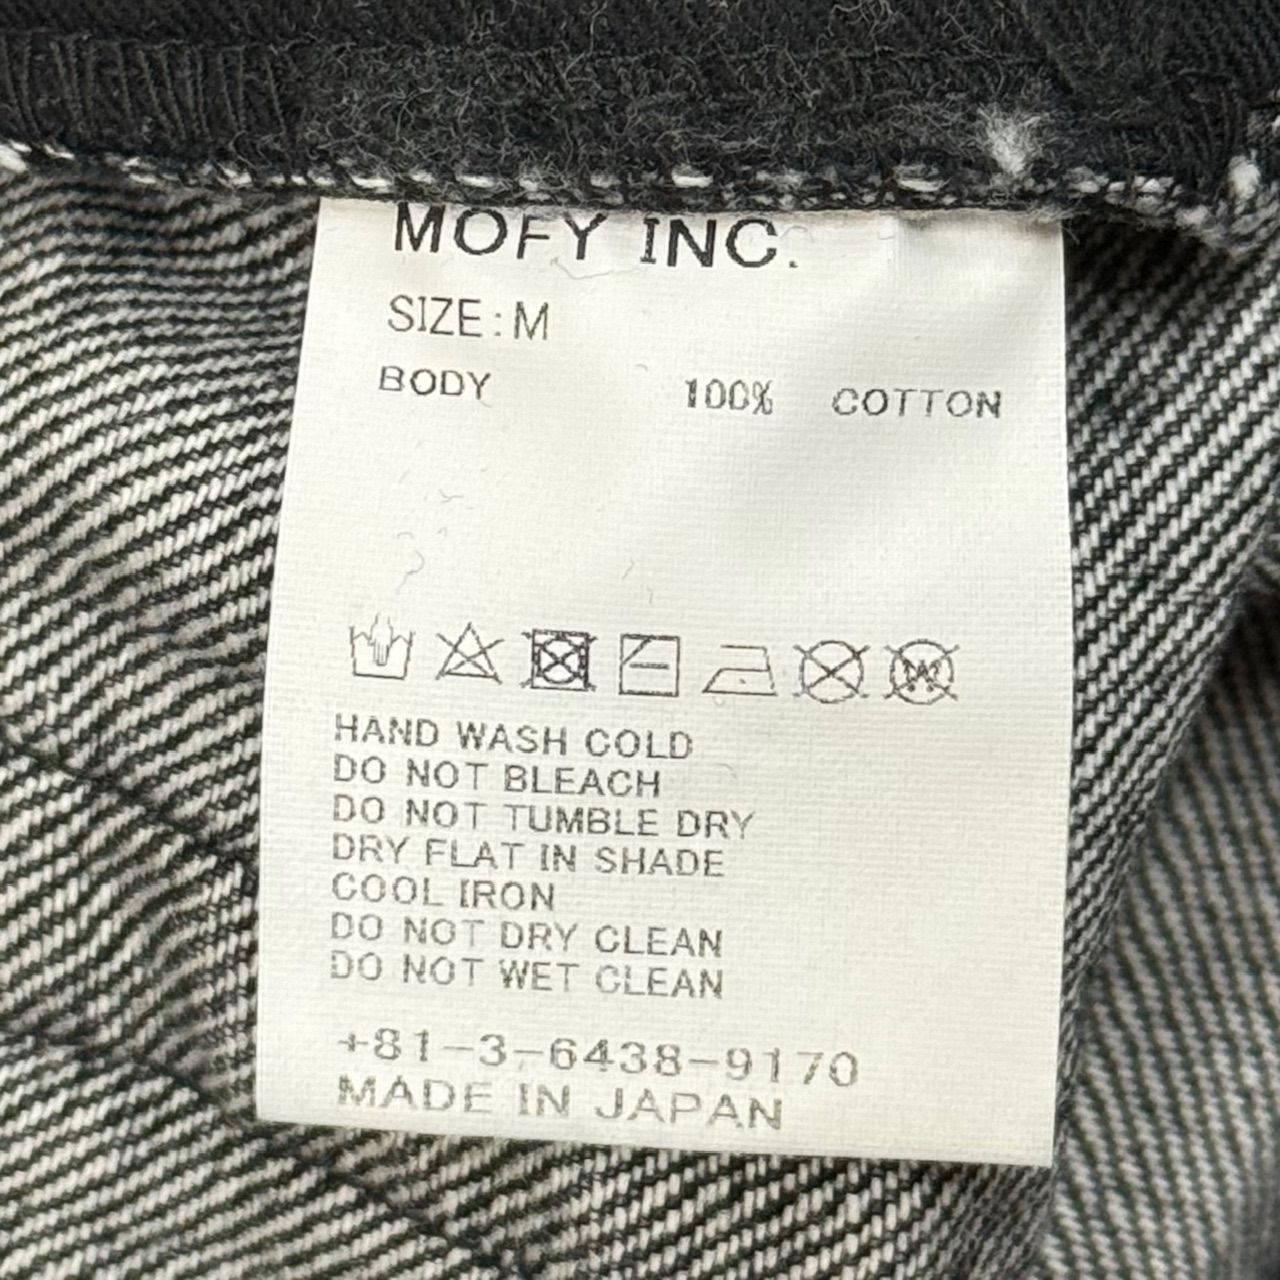 MOFY INC.
SIZE:M
BODY 100% COTTON
W
HAND WASH COLD
DO NOT BLEACH
DO NOT TUMBLE DRY
DRY FLAT IN SHADE
COOL IRON
DO NOT DRY CLEAN
DO NOT WET CLEAN
+81-3-6438-9170
MADE IN JAPAN